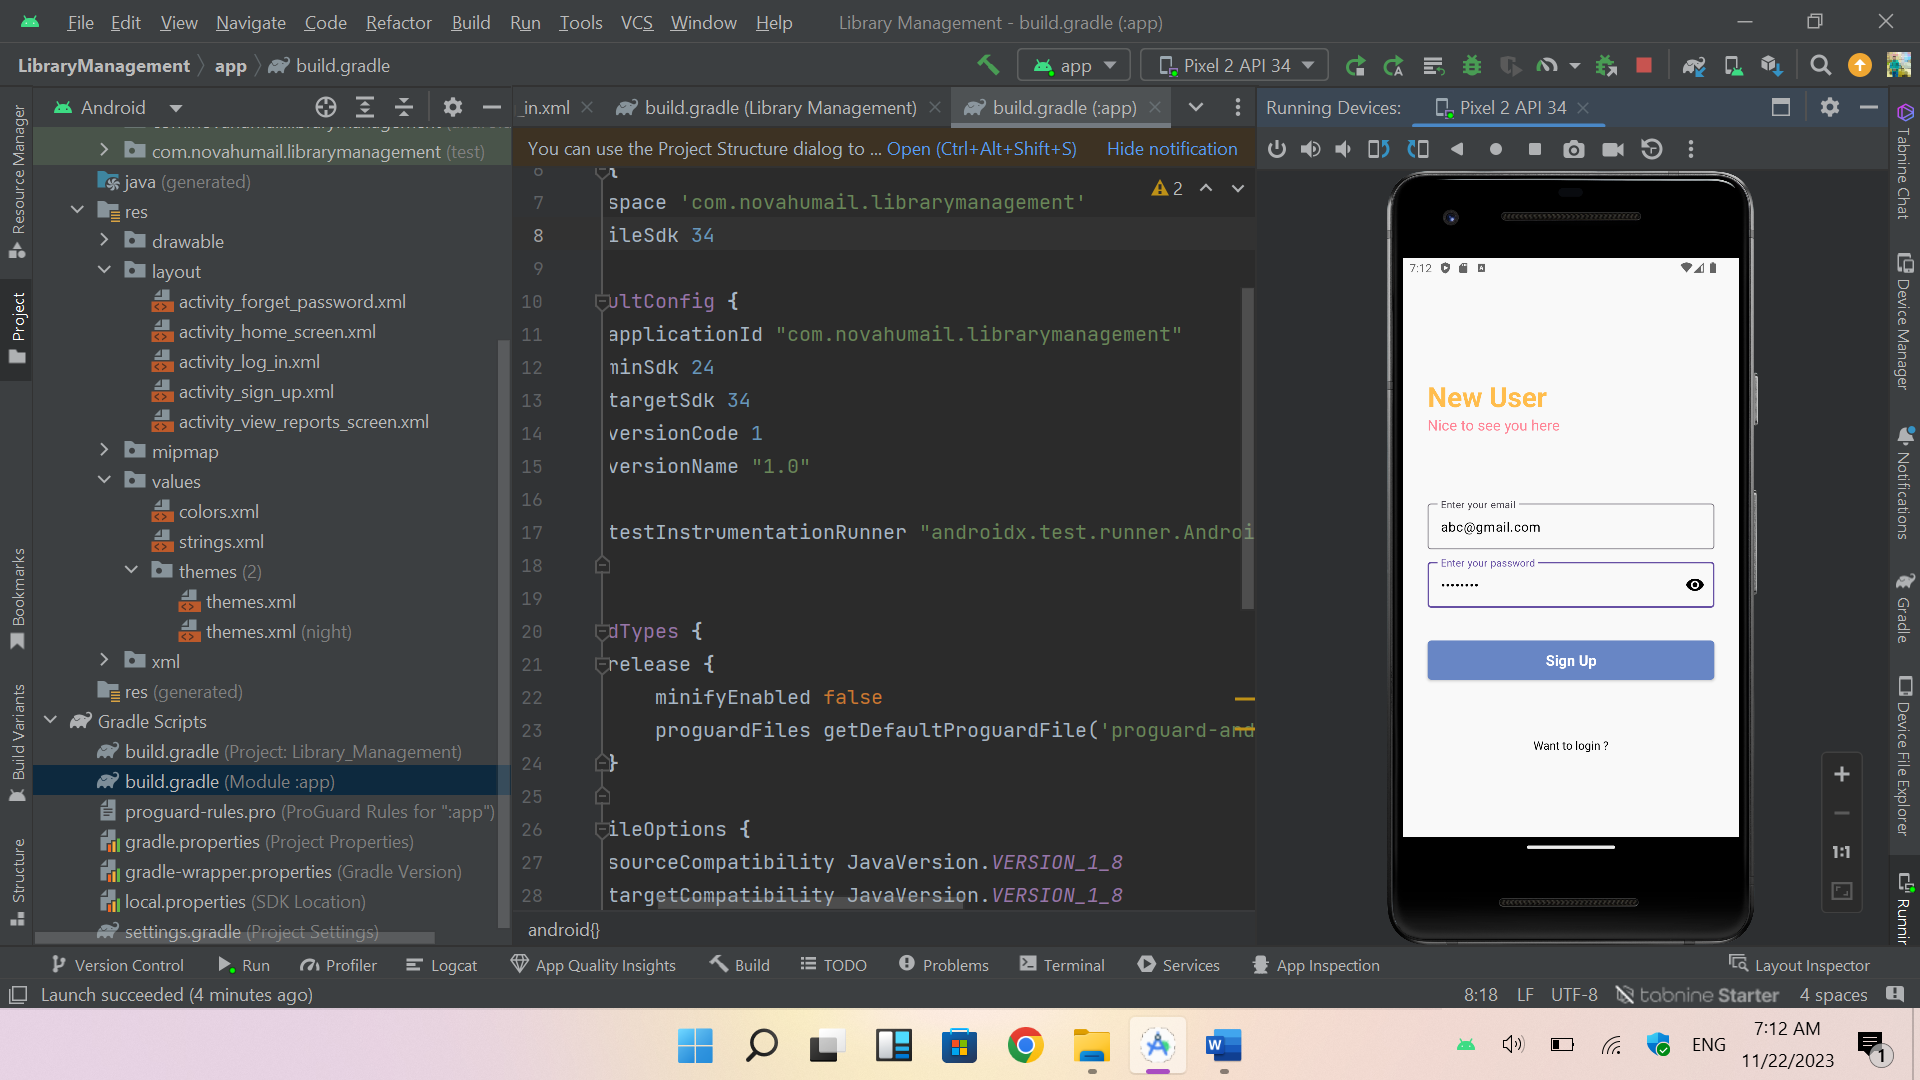 File Edit View Navigate Code Refactor Build Run Tools VCS Window Help Library Management - build.gradle (:app)
LibraryManagement app build.gradle app Pixel 2 API 34
Android
_in.xml build.gradle (Library Management) build.gradle (:app)
Running Devices: Pixel 2 API 34
You can use the Project Structure dialog to ... Open (Ctrl+Alt+Shift+S) Hide notification
com.novahumail.librarymanagement (test)
java (generated)
res
drawable
layout
activity_forget_password.xml
activity_home_screen.xml
activity_log_in.xml
activity_sign_up.xml
activity_view_reports_screen.xml
mipmap
values
colors.xml
strings.xml
themes (2)
themes.xml
themes.xml (night)
xml
res (generated)
Gradle Scripts
build.gradle (Project: Library_Management)
build.gradle (Module :app)
proguard-rules.pro (ProGuard Rules for ":app")
gradle.properties (Project Properties)
gradle-wrapper.properties (Gradle Version)
local.properties (SDK Location)
settings.gradle (Project Settings)
2
6 {
7 space 'com.novahumail.librarymanagement'
8 ileSdk 34
9
10 ultConfig {
11 applicationId "com.novahumail.librarymanagement"
12 minSdk 24
13 targetSdk 34
14 versionCode 1
15 versionName "1.0"
16
17 testInstrumentationRunner "androidx.test.runner.Androi
18
19
20 dTypes {
21 release {
22 minifyEnabled false
23 proguardFiles getDefaultProguardFile('proguard-and
24 }
25
26 ileOptions {
27 sourceCompatibility JavaVersion.VERSION_1_8
28 targetCompatibility JavaVersion.VERSION_1_8
android{}
7:12
New User
Nice to see you here
Enter your email
abc@gmail.com
Enter your password
••••••••
Sign Up
Want to login ?
1:1
Resource Manager
Project
Bookmarks
Build Variants
Structure
Tabnine Chat
Device Manager
Notifications
Gradle
Device File Explorer
Runnin
Version Control Run Profiler Logcat App Quality Insights Build TODO Problems Terminal Services App Inspection Layout Inspector
Launch succeeded (4 minutes ago) 8:18 LF UTF-8 tabnine Starter 4 spaces
ENG 7:12 AM
11/22/2023
1